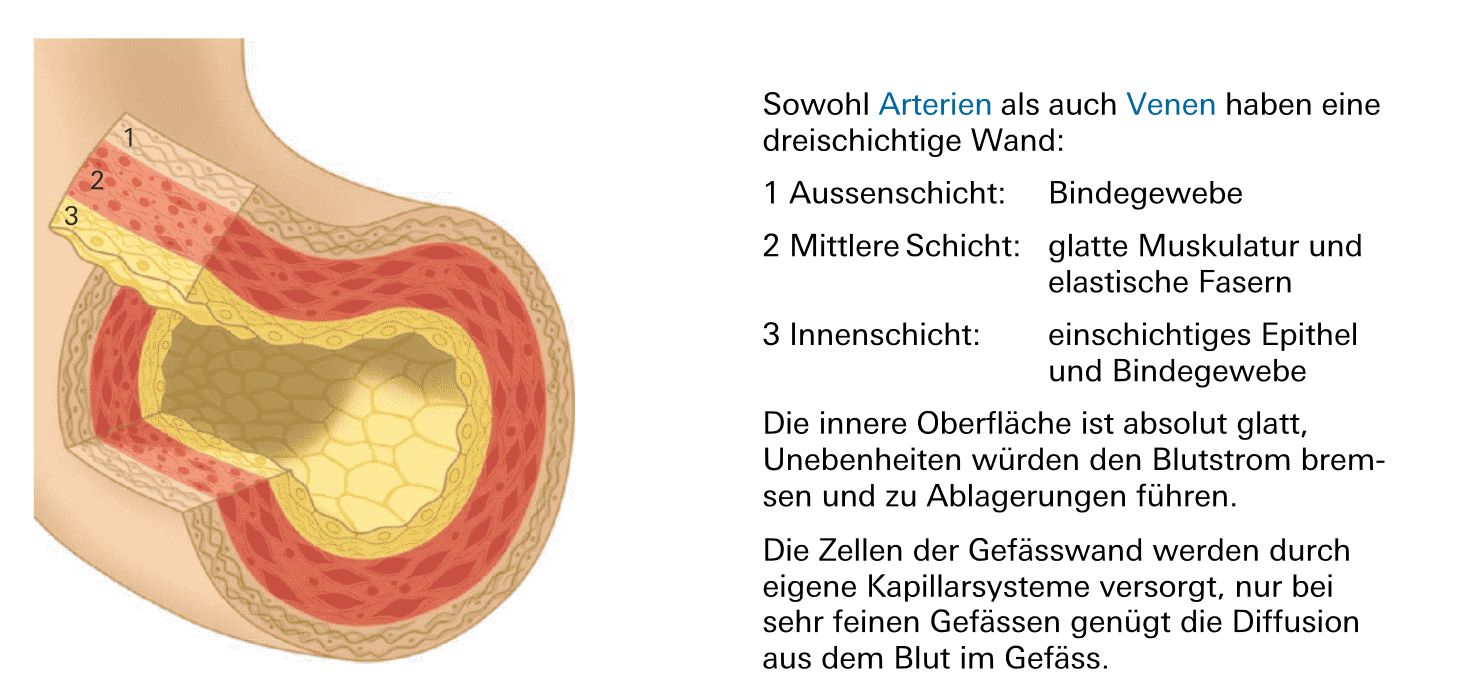 1
2
3
Sowohl Arterien als auch Venen haben eine
dreischichtige Wand:
1 Aussenschicht: Bindegewebe
2 Mittlere Schicht: glatte Muskulatur und
elastische Fasern
3 Innenschicht: einschichtiges Epithel
und Bindegewebe
Die innere Oberfläche ist absolut glatt,
Unebenheiten würden den Blutstrom brem-
sen und zu Ablagerungen führen.
Die Zellen der Gefässwand werden durch
eigene Kapillarsysteme versorgt, nur bei
sehr feinen Gefässen genügt die Diffusion
aus dem Blut im Gefäss.